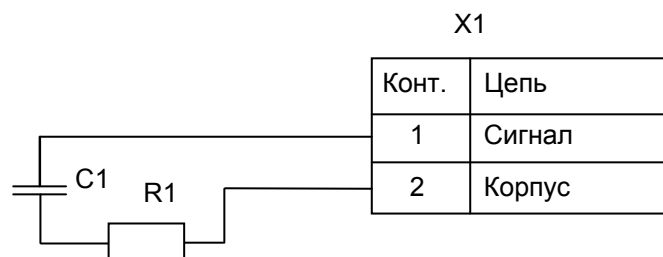 X1
Конт. Цепь
1 Сигнал
C1
R1
2 Корпус